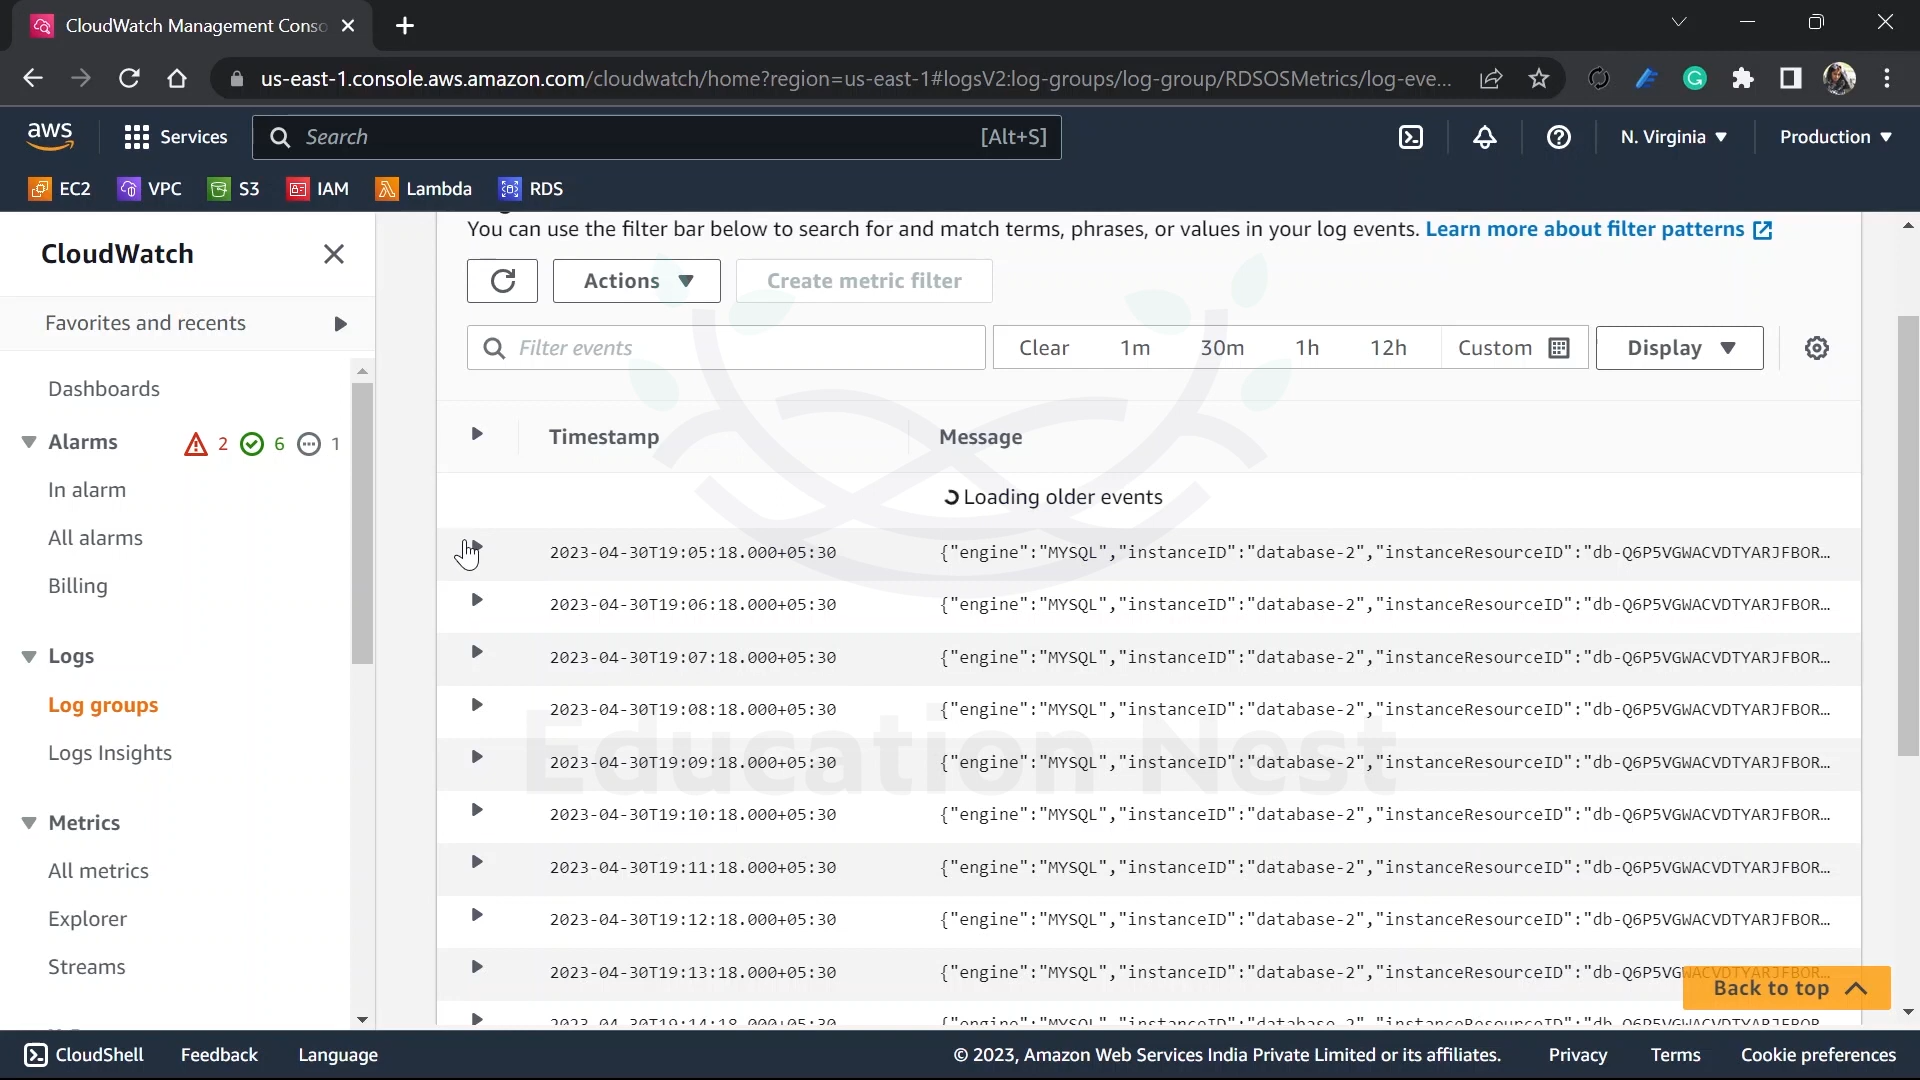 CloudWatch Management Conso
us-east-1.console.aws.amazon.com/cloudwatch/home?region=us-east-1#logsV2:log-groups/log-group/RDSOSMetrics/log-eve...
aws Services Search [Alt+S] N. Virginia Production
EC2 VPC S3 IAM Lambda RDS
CloudWatch
Favorites and recents
Dashboards
Alarms 2 6 1
In alarm
All alarms
Billing
Logs
Log groups
Logs Insights
Metrics
All metrics
Explorer
Streams
You can use the filter bar below to search for and match terms, phrases, or values in your log events. Learn more about filter patterns
Actions Create metric filter
Filter events Clear 1m 30m 1h 12h Custom Display
Timestamp Message
Loading older events
2023-04-30T19:05:18.000+05:30 {"engine":"MYSQL","instanceID":"database-2","instanceResourceID":"db-Q6P5VGWACVDTYARJFBOR…
2023-04-30T19:06:18.000+05:30 {"engine":"MYSQL","instanceID":"database-2","instanceResourceID":"db-Q6P5VGWACVDTYARJFBOR…
2023-04-30T19:07:18.000+05:30 {"engine":"MYSQL","instanceID":"database-2","instanceResourceID":"db-Q6P5VGWACVDTYARJFBOR…
2023-04-30T19:08:18.000+05:30 {"engine":"MYSQL","instanceID":"database-2","instanceResourceID":"db-Q6P5VGWACVDTYARJFBOR…
2023-04-30T19:09:18.000+05:30 {"engine":"MYSQL","instanceID":"database-2","instanceResourceID":"db-Q6P5VGWACVDTYARJFBOR…
2023-04-30T19:10:18.000+05:30 {"engine":"MYSQL","instanceID":"database-2","instanceResourceID":"db-Q6P5VGWACVDTYARJFBOR…
2023-04-30T19:11:18.000+05:30 {"engine":"MYSQL","instanceID":"database-2","instanceResourceID":"db-Q6P5VGWACVDTYARJFBOR…
2023-04-30T19:12:18.000+05:30 {"engine":"MYSQL","instanceID":"database-2","instanceResourceID":"db-Q6P5VGWACVDTYARJFBOR…
2023-04-30T19:13:18.000+05:30 {"engine":"MYSQL","instanceID":"database-2","instanceResourceID":"db-Q6P5VGWACVDTYARJFBOR…
2023-04-30T19:14:18.000+05:30 {"engine":"MYSQL","instanceID":"database-2","instanceResourceID":"db-Q6P5VGWACVDTYARJFBOR
Education Nest
Back to top
CloudShell Feedback Language © 2023, Amazon Web Services India Private Limited or its affiliates. Privacy Terms Cookie preferences